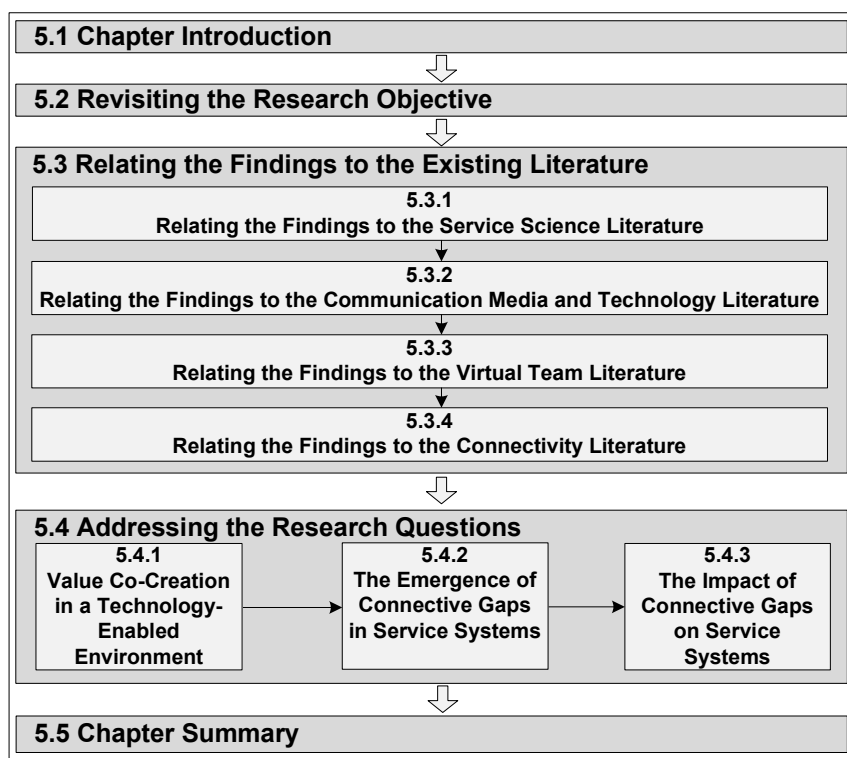 5.1 Chapter Introduction
5.2 Revisiting the Research Objective
5.3 Relating the Findings to the Existing Literature
5.3.1
Relating the Findings to the Service Science Literature
5.3.2
Relating the Findings to the Communication Media and Technology Literature
5.3.3
Relating the Findings to the Virtual Team Literature
5.3.4
Relating the Findings to the Connectivity Literature
5.4 Addressing the Research Questions
5.4.1
Value Co-Creation
in a Technology-
Enabled
Environment
5.4.2
The Emergence of
Connective Gaps
in Service Systems
5.4.3
The Impact of
Connective Gaps
on Service
Systems
5.5 Chapter Summary